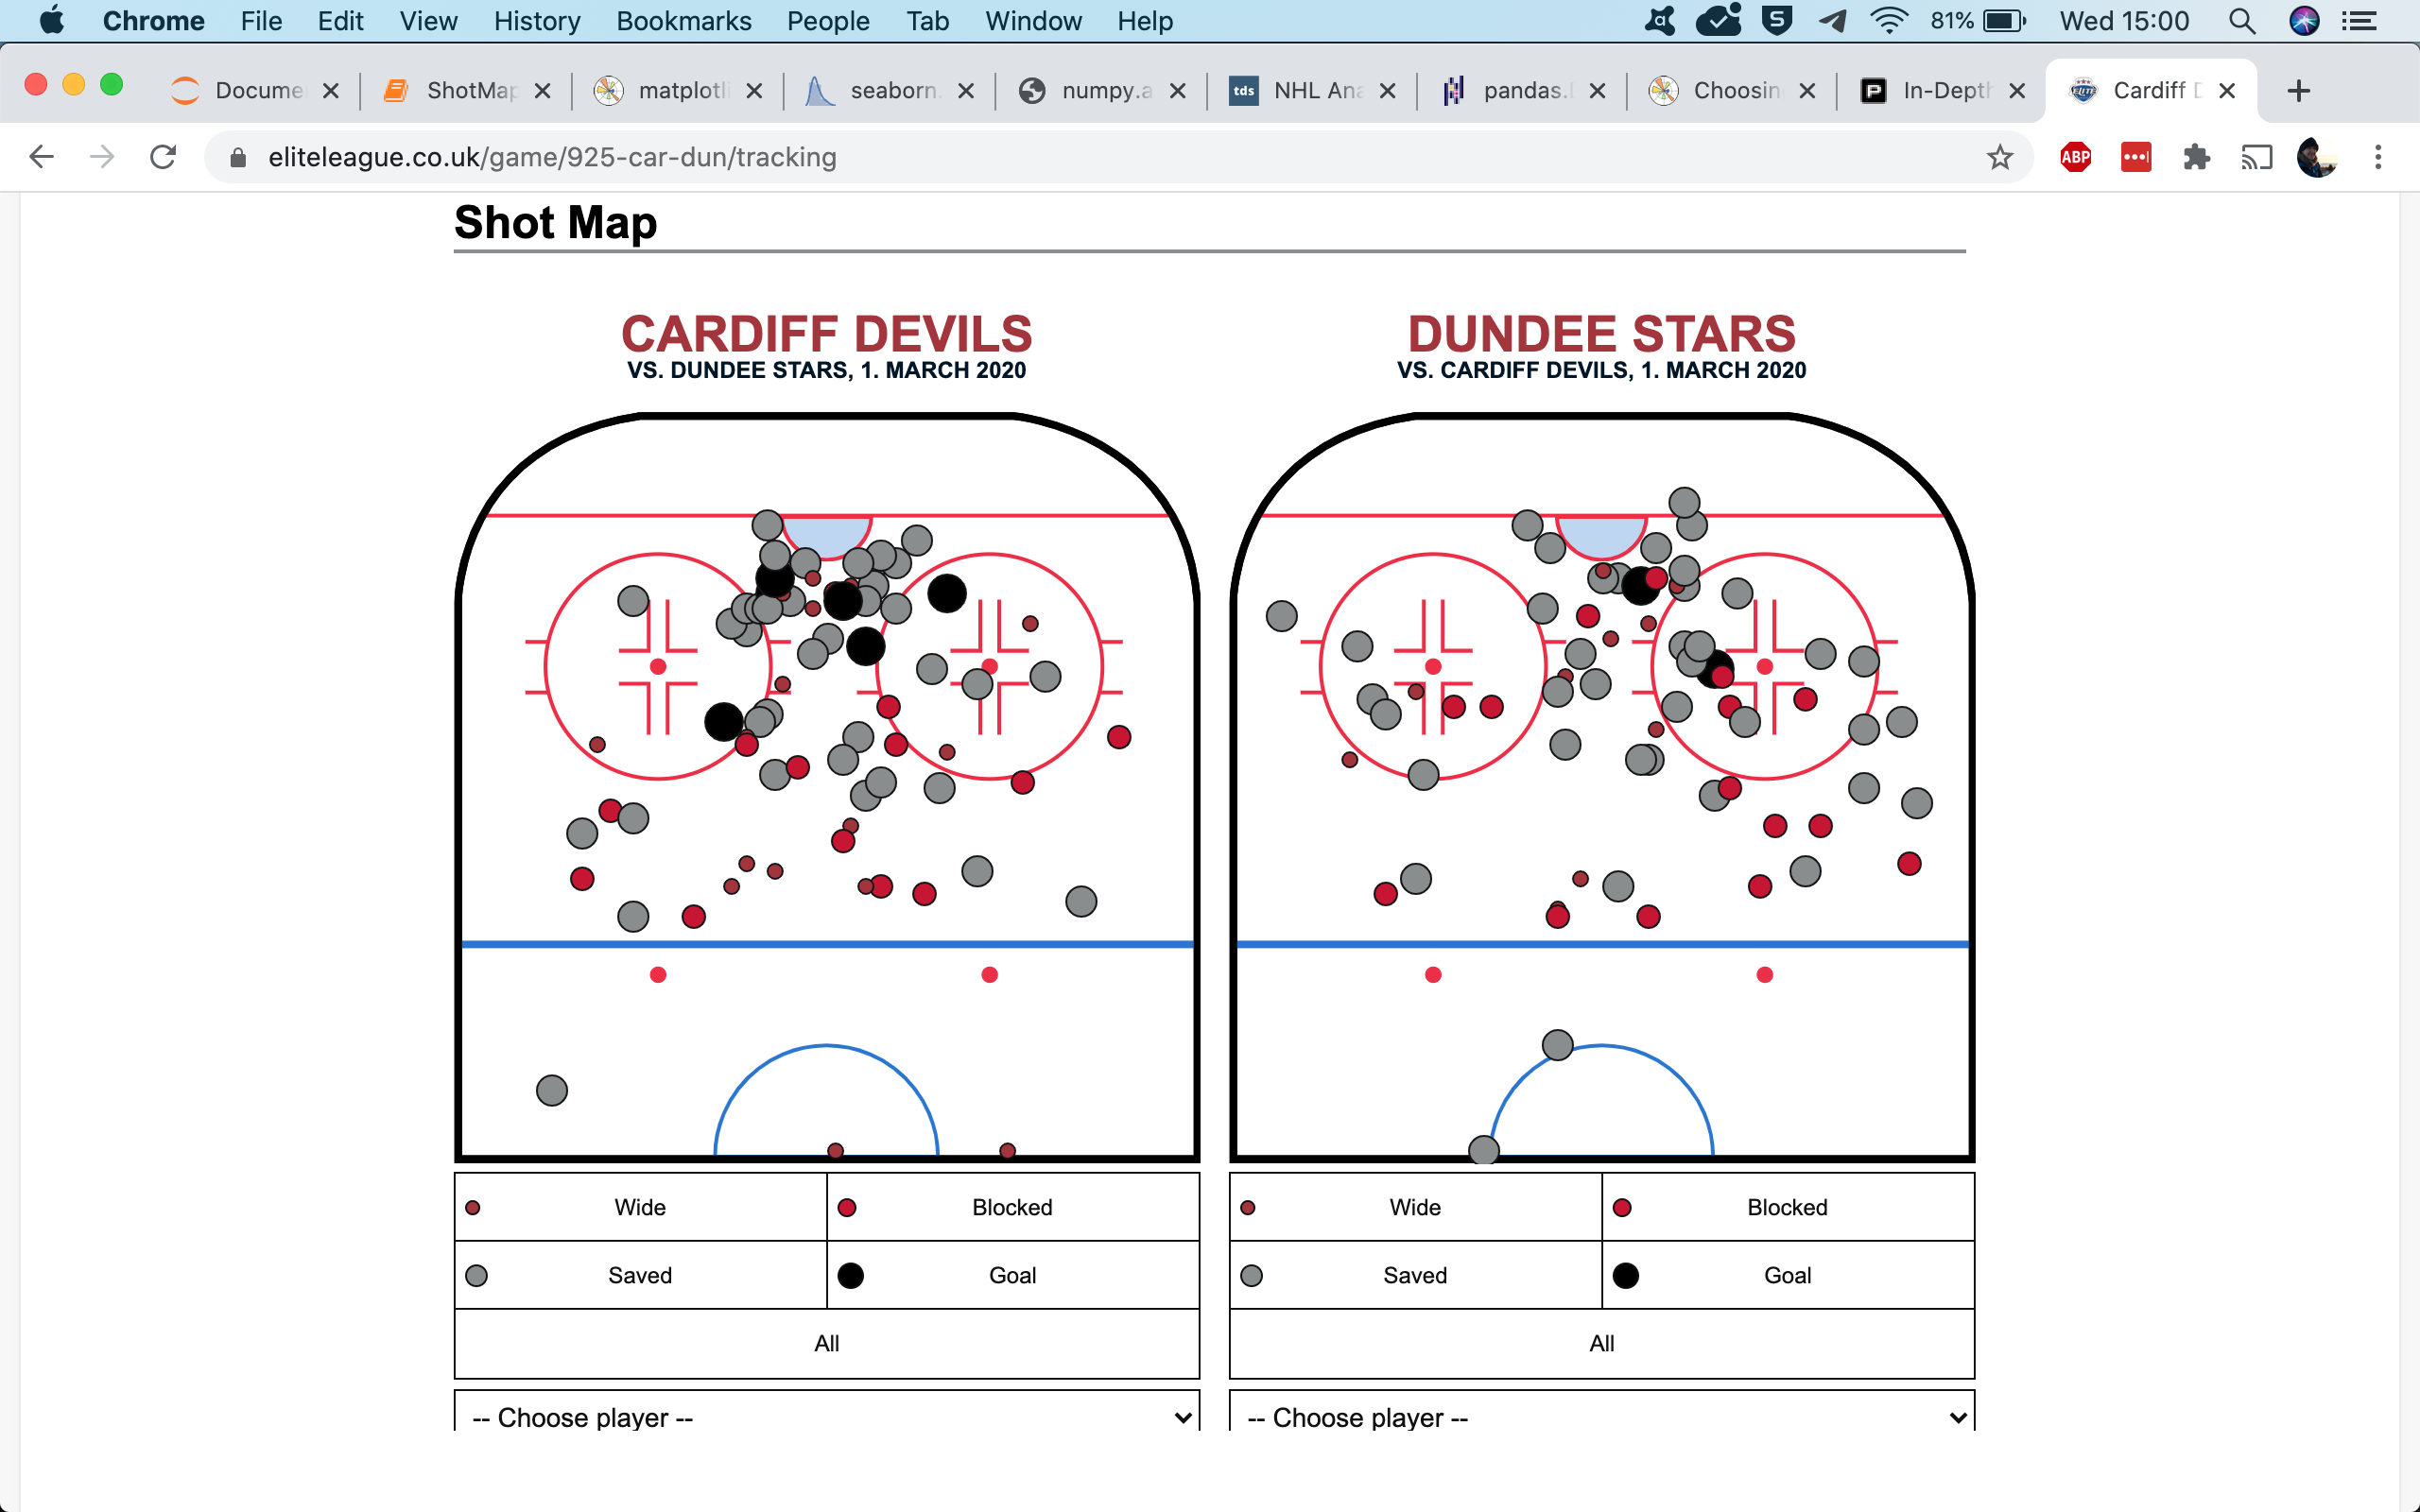 Chrome File Edit View History Bookmarks People Tab Window Help 81% Wed 15:00
Docume ShotMap matplotli seaborn. numpy.a tds NHL Ana pandas. Choosin In-Depth Cardiff D
eliteleague.co.uk/game/925-car-dun/tracking ABP
Shot Map
CARDIFF DEVILS
VS. DUNDEE STARS, 1. MARCH 2020
DUNDEE STARS
VS. CARDIFF DEVILS, 1. MARCH 2020
Wide Blocked
Saved Goal
All
-- Choose player --
Wide Blocked
Saved Goal
All
-- Choose player --